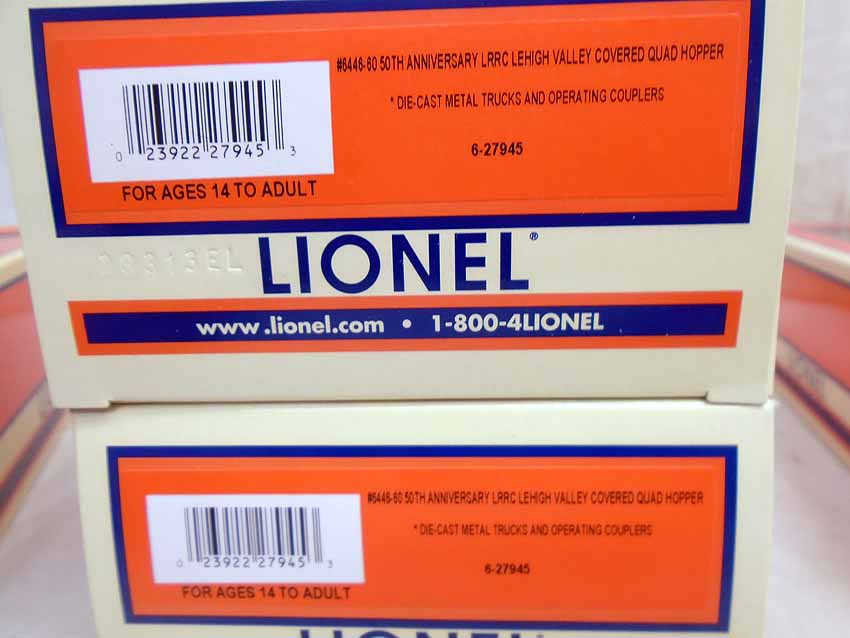 #6446-60 50TH ANNIVERSARY LRRC LEHIGH VALLEY COVERED QUAD HOPPER
* DIE-CAST METAL TRUCKS AND OPERATING COUPLERS
6-27945
0 23922 27945 3
FOR AGES 14 TO ADULT
LIONEL®
www.lionel.com • 1-800-4LIONEL
#6446-60 50TH ANNIVERSARY LRRC LEHIGH VALLEY COVERED QUAD HOPPER
* DIE-CAST METAL TRUCKS AND OPERATING COUPLERS
6-27945
0 23922 27945 3
FOR AGES 14 TO ADULT
LIONEL